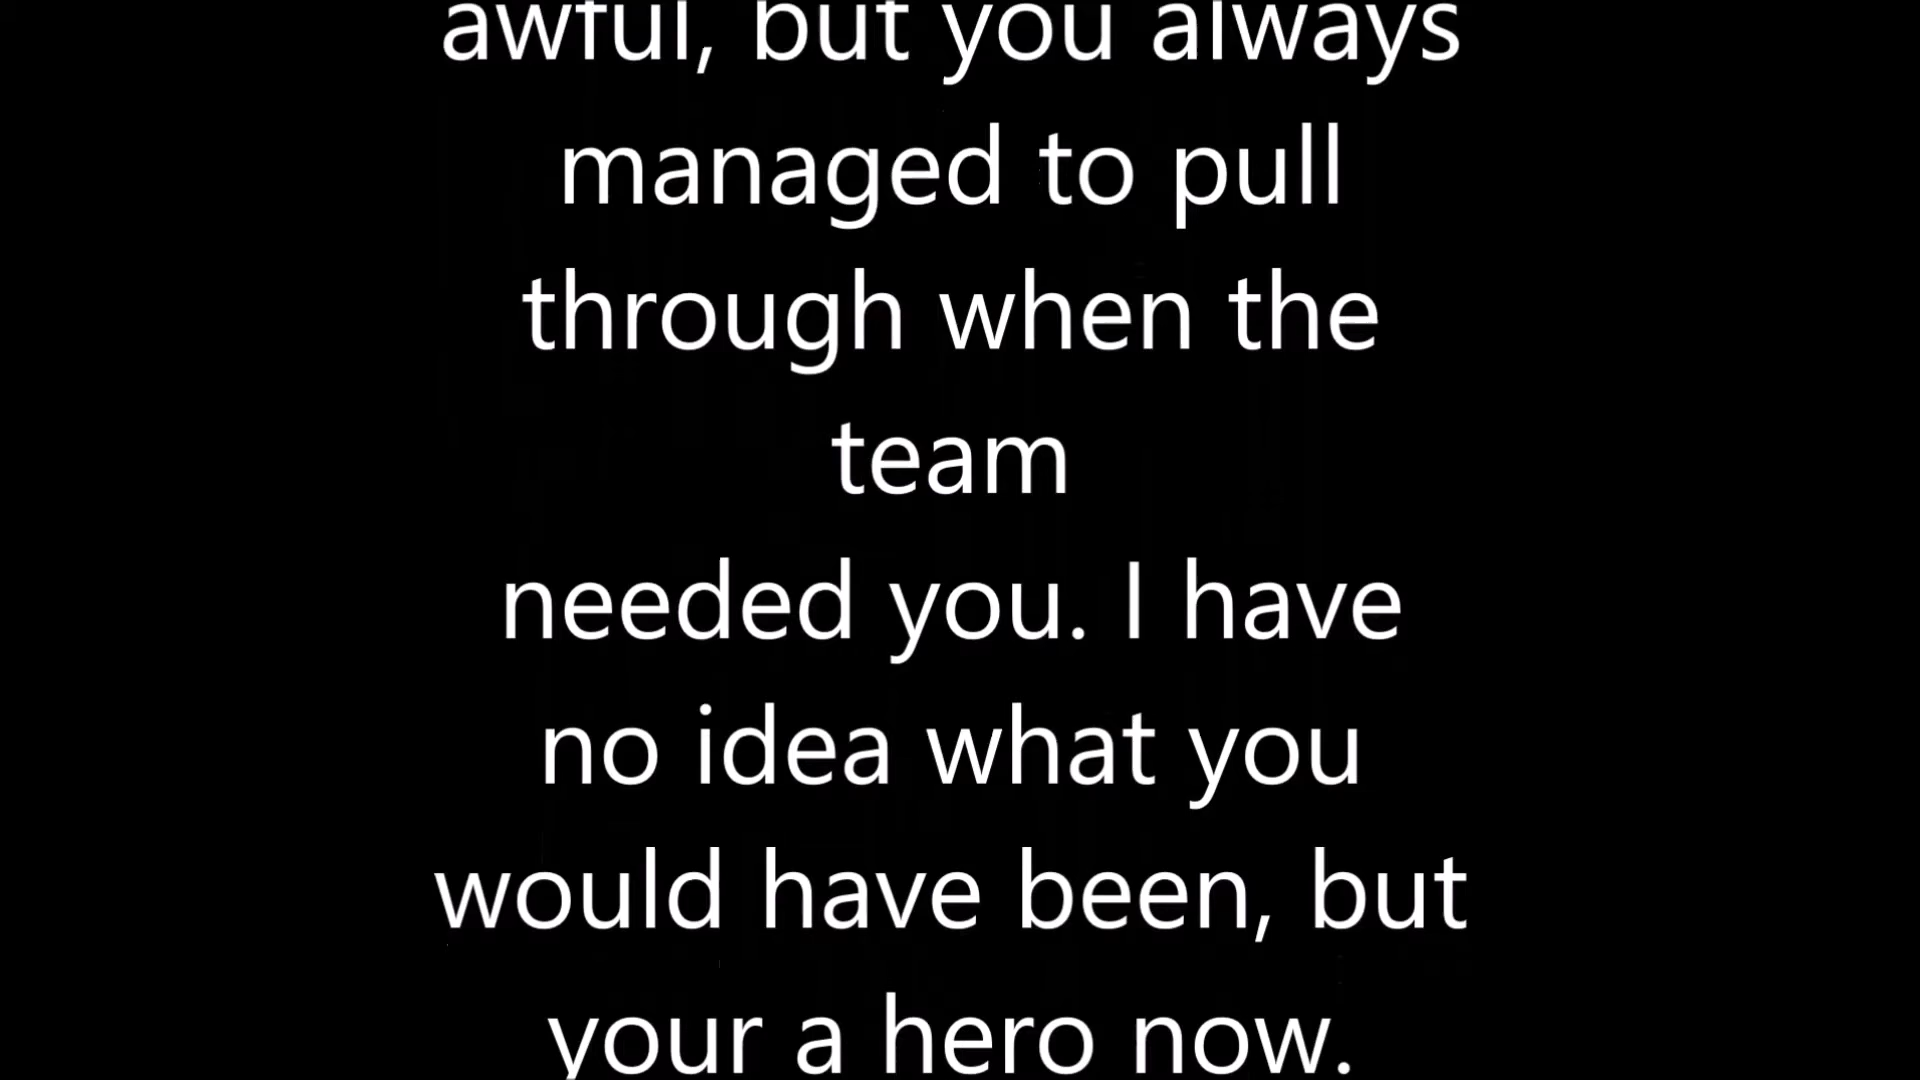 awful, but you always
managed to pull
through when the
team
needed you. I have
no idea what you
would have been, but
your a hero now.